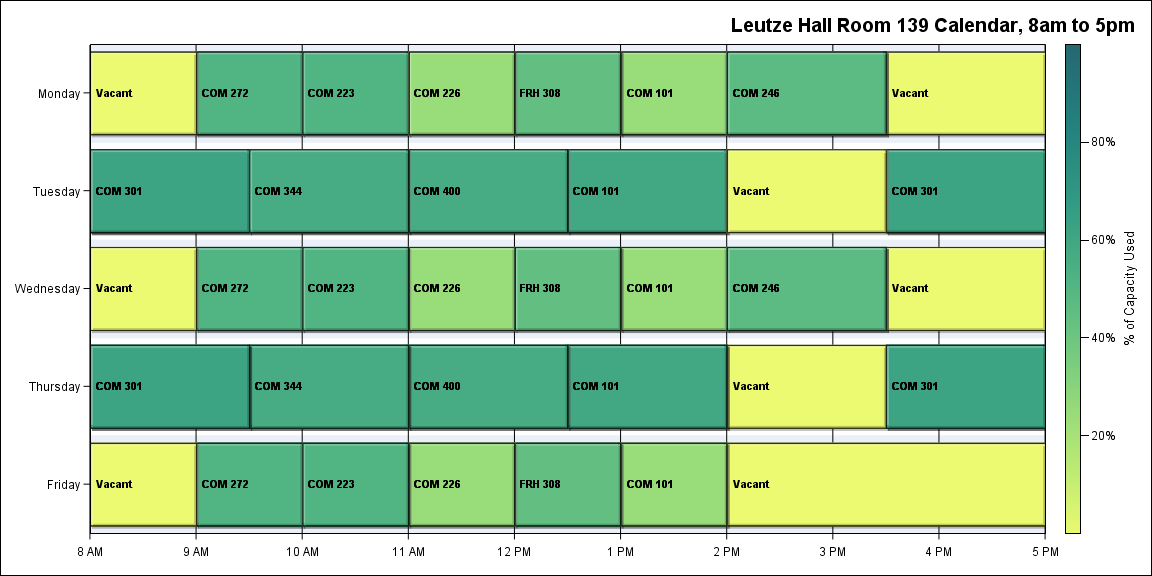 Leutze Hall Room 139 Calendar, 8am to 5pm
Monday
Vacant
COM 272
COM 223
COM 226
FRH 308
COM 101
COM 246
Vacant
Tuesday
COM 301
COM 344
COM 400
COM 101
Vacant
COM 301
Wednesday
Vacant
COM 272
COM 223
COM 226
FRH 308
COM 101
COM 246
Vacant
Thursday
COM 301
COM 344
COM 400
COM 101
Vacant
COM 301
Friday
Vacant
COM 272
COM 223
COM 226
FRH 308
COM 101
Vacant
8 AM
9 AM
10 AM
11 AM
12 PM
1 PM
2 PM
3 PM
4 PM
5 PM
80%
60%
40%
20%
% of Capacity Used